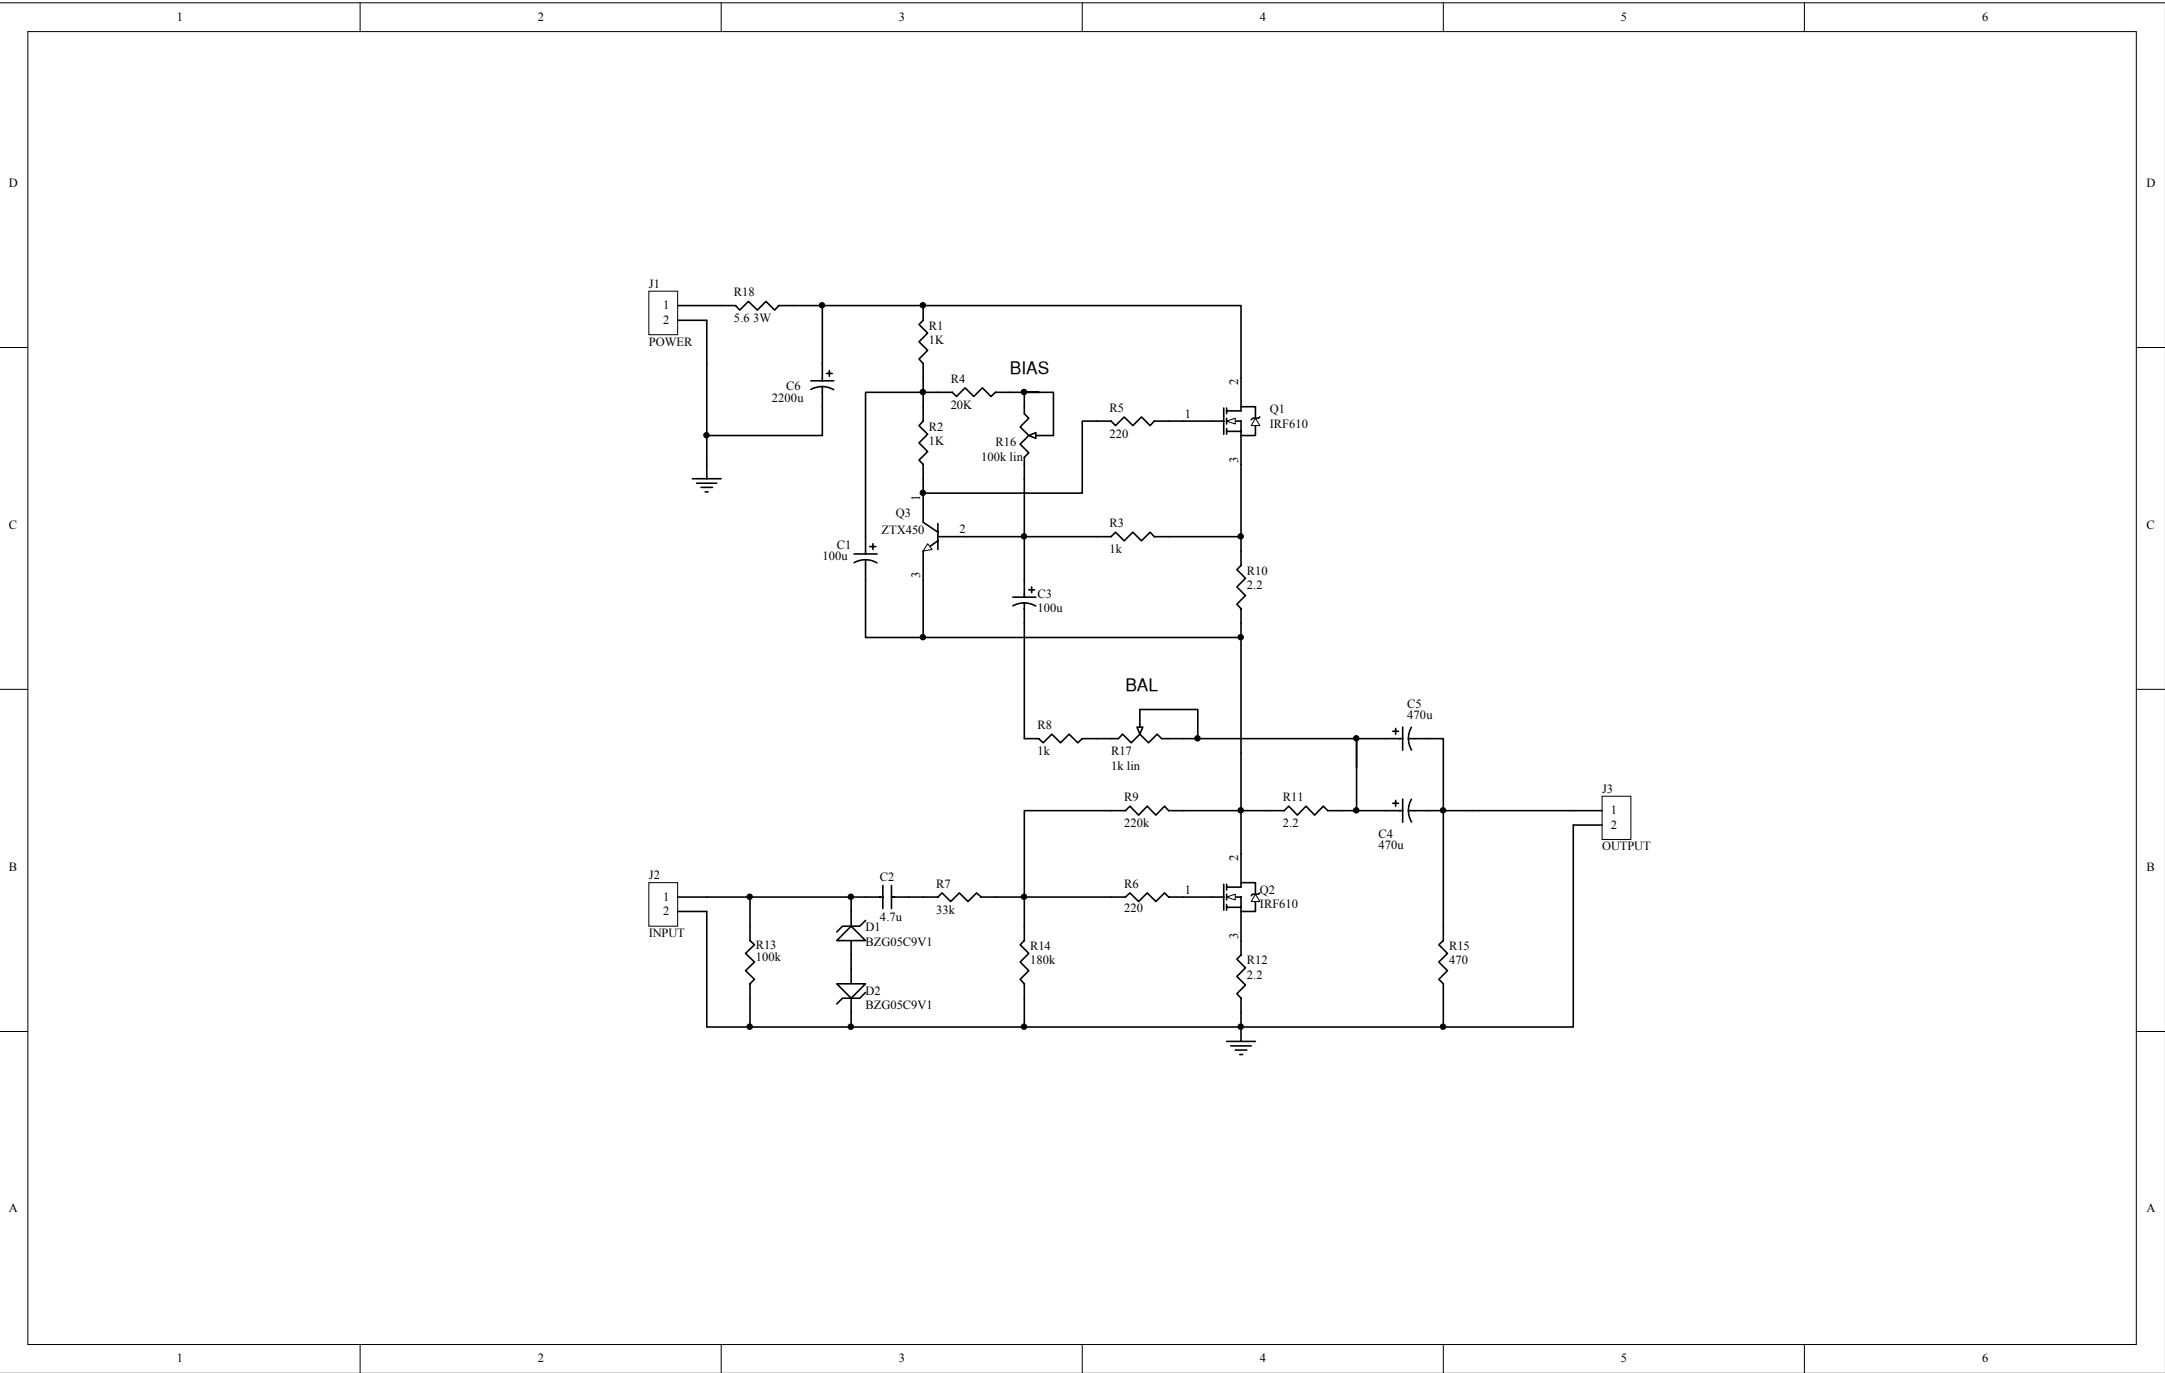 1 2 3 4 5 6
D D
J1
1
2
POWER
R18
5.6 3W
R1
1K
BIAS
C6
2200u
R4
20K
R2
1K
R16
100k lin
R5
220
1
2
Q1
IRF610
3
C C
1
Q3
ZTX450
2
3
R3
1k
C1
100u
R10
2.2
C3
100u
BAL
R8
1k
R17
1k lin
C5
470u
R9
220k
R11
2.2
C4
470u
J3
1
2
OUTPUT
B B
J2
1
2
INPUT
C2
4.7u
R7
33k
R6
220
1
2
Q2
IRF610
3
D1
BZG05C9V1
R13
100k
R14
180k
R12
2.2
R15
470
D2
BZG05C9V1
A A
1 2 3 4 5 6